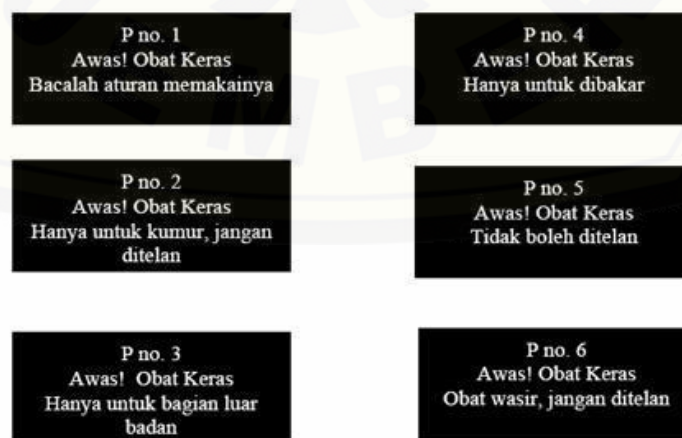 P no. 1
Awas! Obat Keras
Bacalah aturan memakainya
P no. 2
Awas! Obat Keras
Hanya untuk kumur, jangan
ditelan
P no. 3
Awas! Obat Keras
Hanya untuk bagian luar
badan
P no. 4
Awas! Obat Keras
Hanya untuk dibakar
P no. 5
Awas! Obat Keras
Tidak boleh ditelan
P no. 6
Awas! Obat Keras
Obat wasir, jangan ditelan